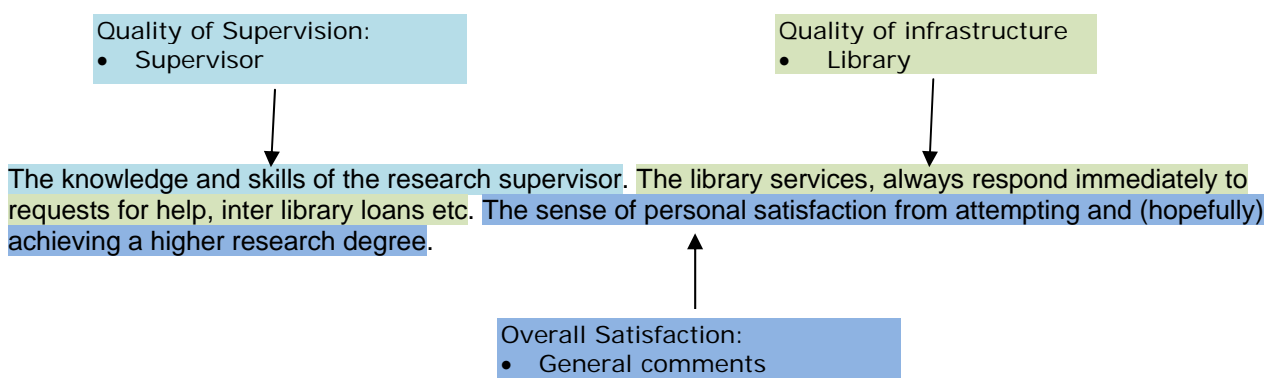 Quality of Supervision:
• Supervisor
Quality of infrastructure
• Library
The knowledge and skills of the research supervisor. The library services, always respond immediately to
requests for help, inter library loans etc. The sense of personal satisfaction from attempting and (hopefully)
achieving a higher research degree.
Overall Satisfaction:
• General comments